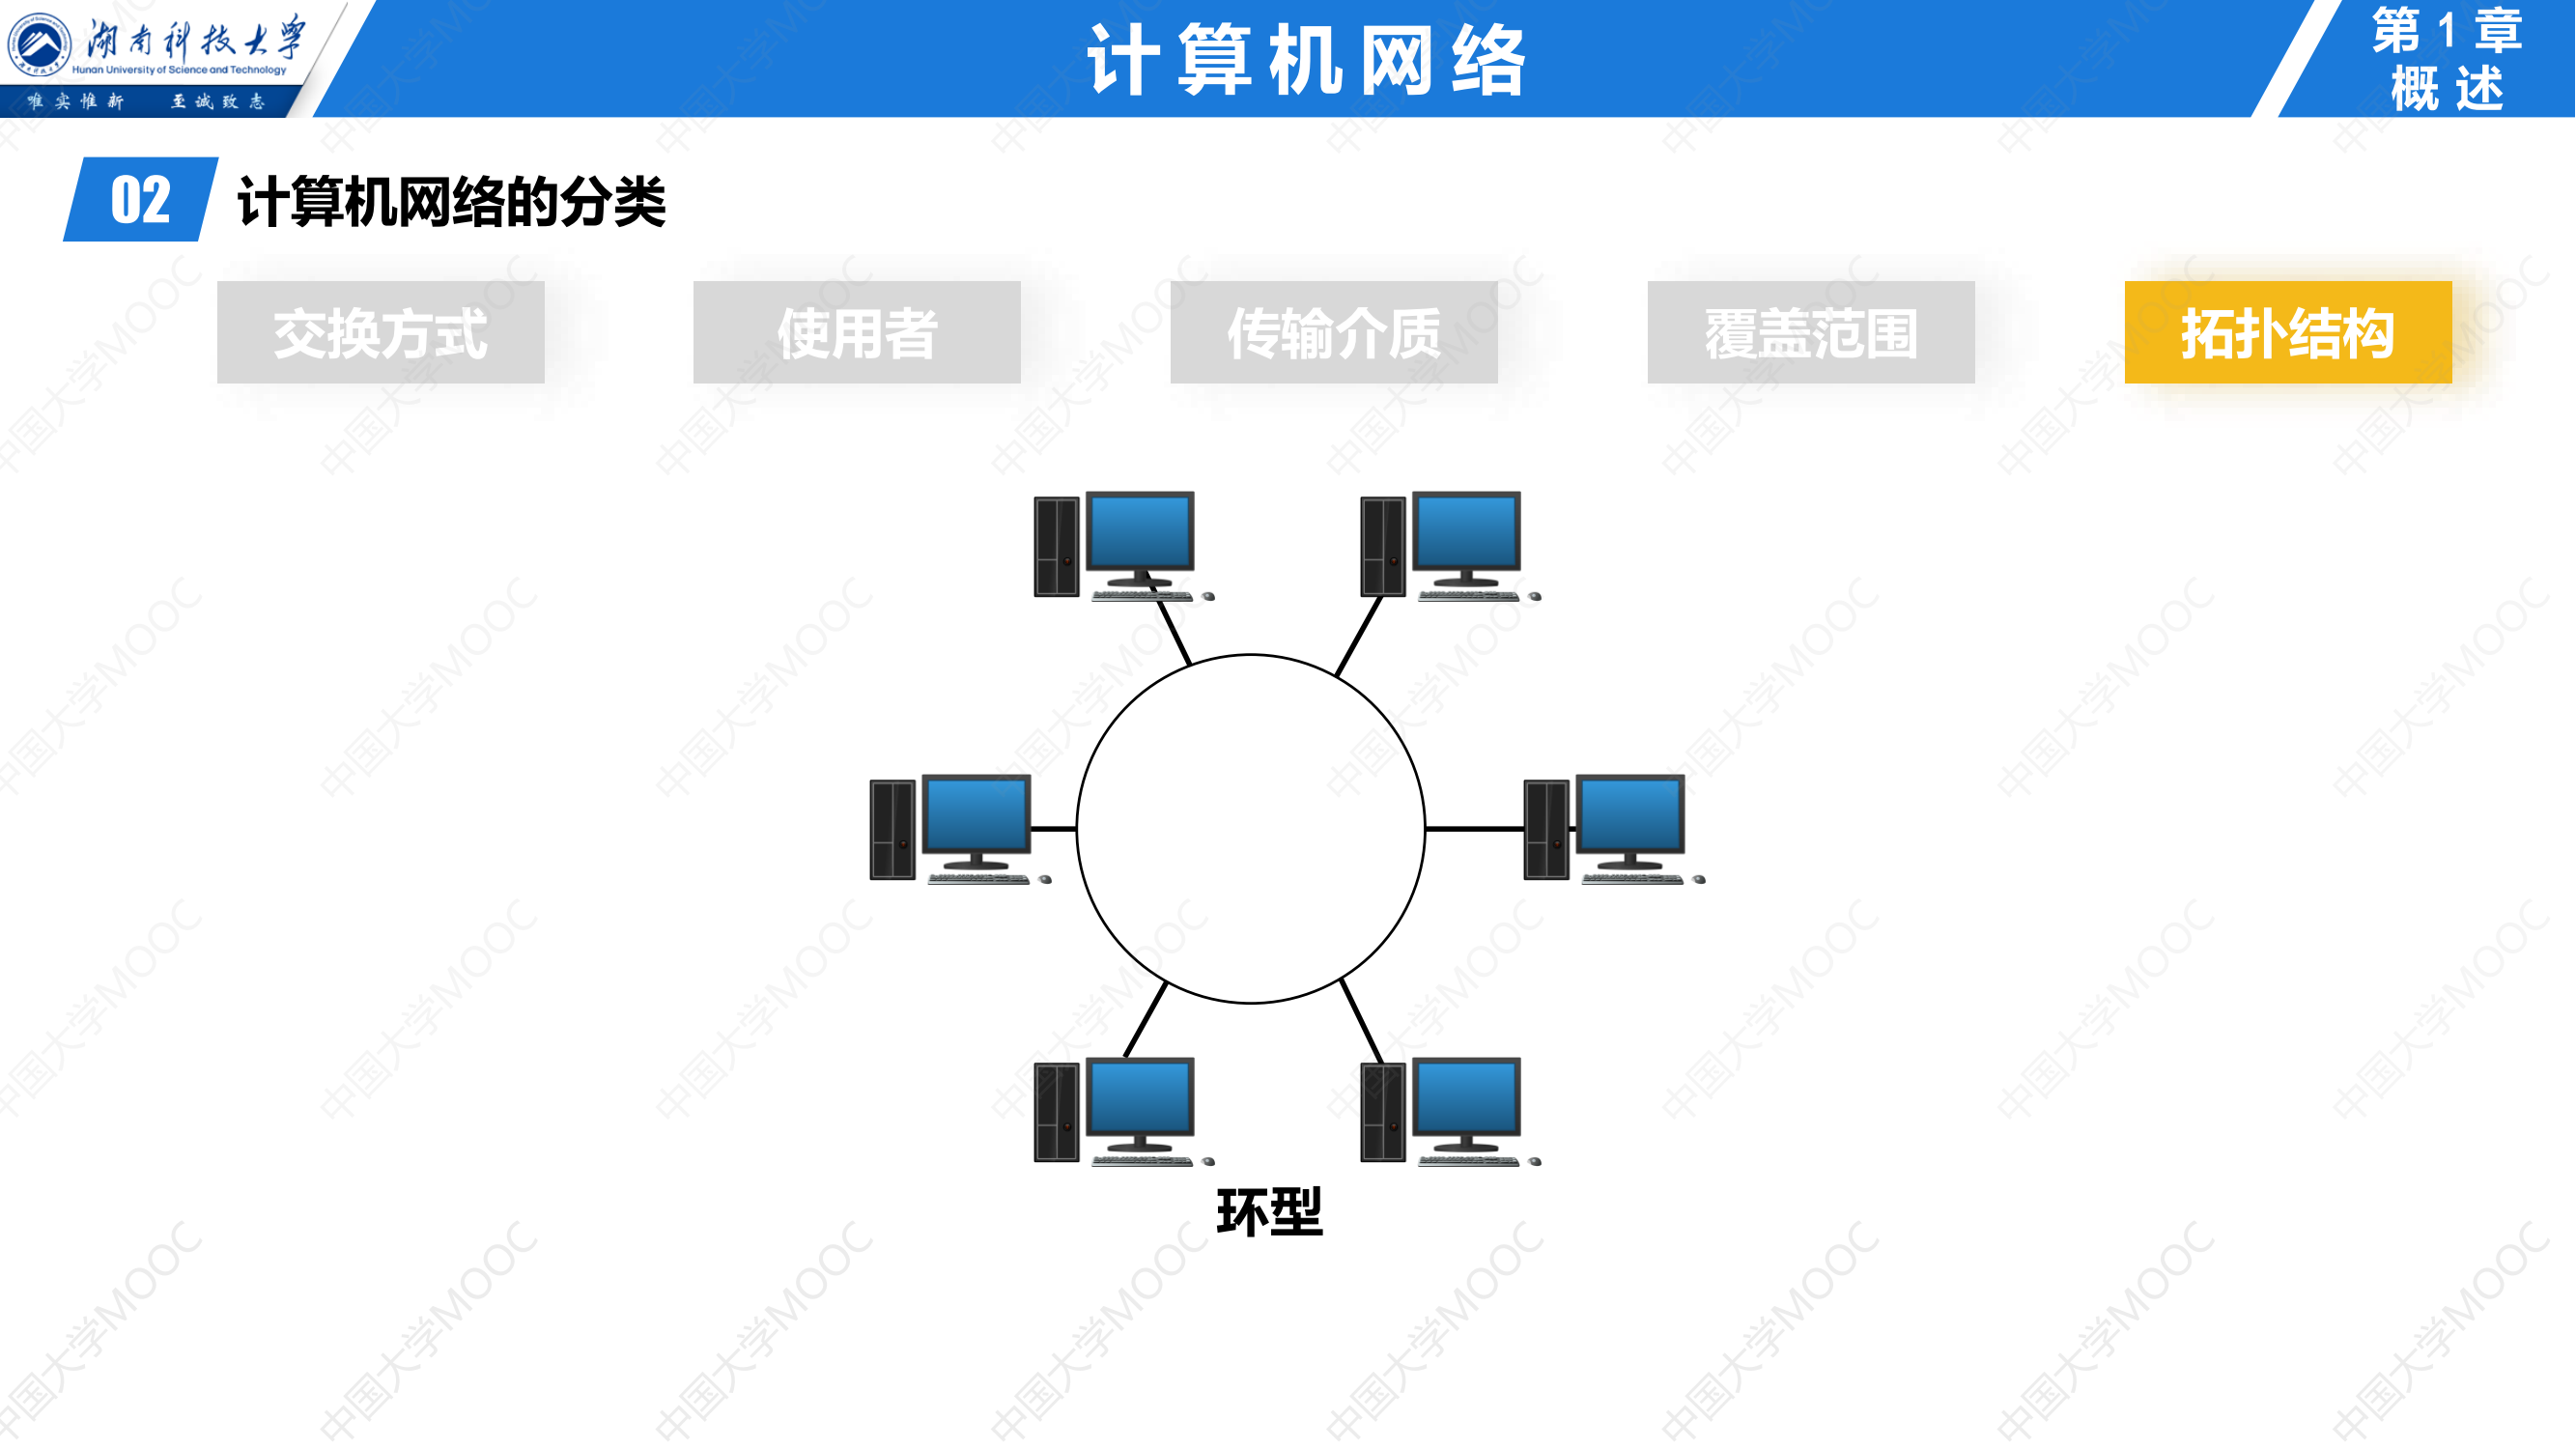 湖南科技大学
Hunan University of Science and Technology
唯实惟新 至诚致志
计算机网络
第1章
概述
02 计算机网络的分类
交换方式 使用者 传输介质 覆盖范围 拓扑结构
环型
中国大学MOOC